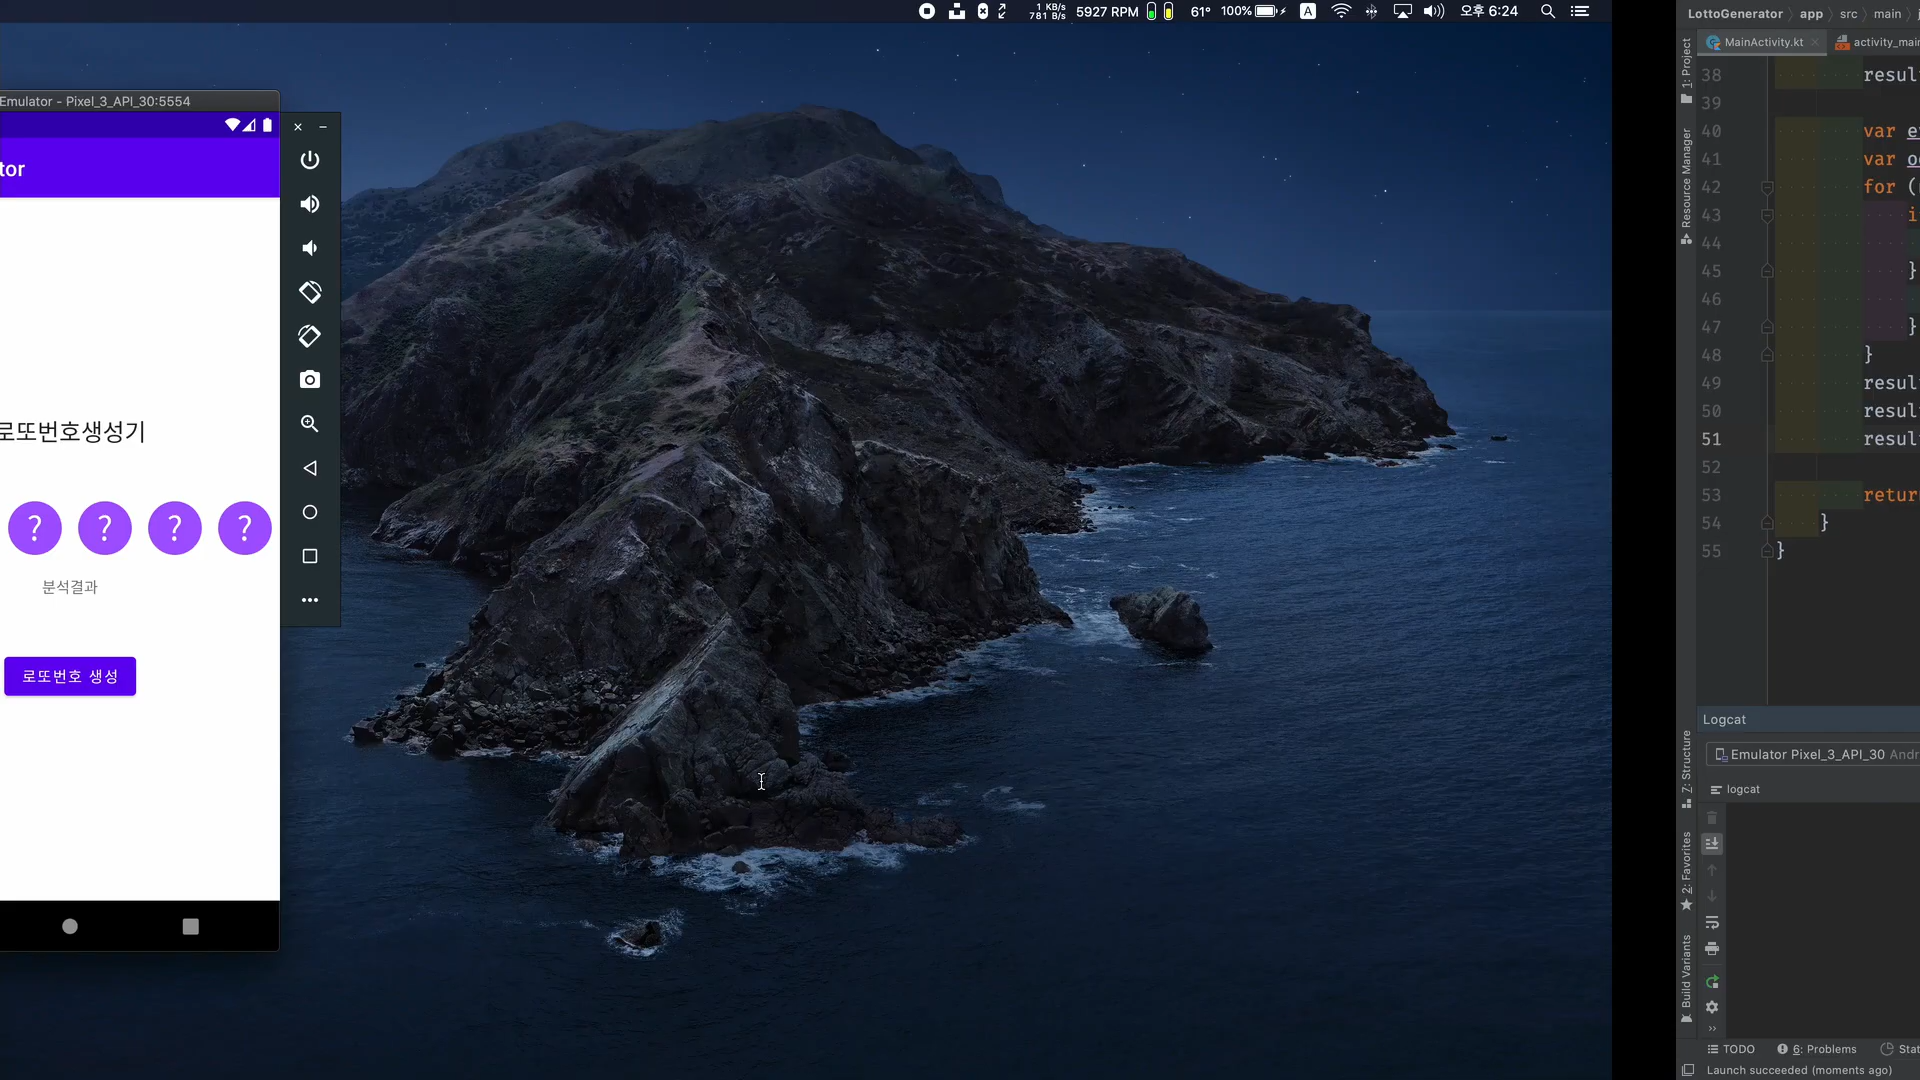 1 KB/s
781 B/s
5927 RPM
61°
100%
A
오후 6:24
Emulator - Pixel_3_API_30:5554
tor
로또번호생성기
? ? ? ?
분석결과
로또번호 생성
LottoGenerator
app
src
main
MainActivity.kt
activity_mai
1: Project
Resource Manager
7: Structure
2: Favorites
Build Variants
38 resul
39
40 var e
41 var o
42 for (
43 i
44
45 }
46
47 }
48 }
49 resul
50 resul
51 resul
52
53 retur
54 }
55 }
Logcat
Emulator Pixel_3_API_30 Andr
logcat
TODO
6: Problems
Stat
Launch succeeded (moments ago)